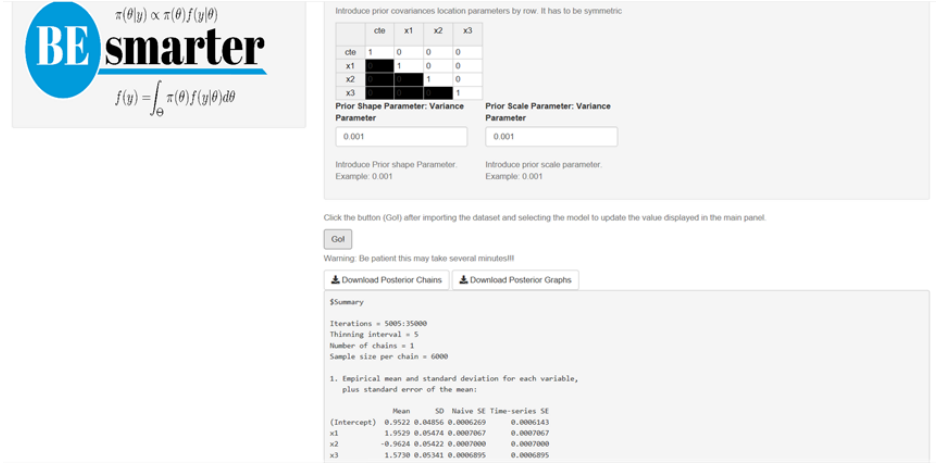 π(θ|y) ∝ π(θ)f(y|θ)
BEsmarter
f(y) = ∫Θ π(θ)f(y|θ)dθ
Introduce prior covariances location parameters by row. It has to be symmetric
cte x1 x2 x3
cte 1 0 0 0
x1 0 1 0 0
x2 0 0 1 0
x3 0 0 0 1
Prior Shape Parameter: Variance Parameter
0.001
Introduce Prior shape Parameter.
Example: 0.001
Prior Scale Parameter: Variance Parameter
0.001
Introduce prior scale parameter.
Example: 0.001
Click the button (Go!) after importing the dataset and selecting the model to update the value displayed in the main panel.
Go!
Warning: Be patient this may take several minutes!!!
Download Posterior Chains Download Posterior Graphs
$Summary
Iterations = 5005:35000
Thinning interval = 5
Number of chains = 1
Sample size per chain = 6000
1. Empirical mean and standard deviation for each variable,
plus standard error of the mean:
Mean SD Naive SE Time-series SE
(Intercept) 0.9522 0.04856 0.0006269 0.0006143
x1 1.9529 0.05474 0.0007067 0.0007067
x2 -0.9624 0.05422 0.0007000 0.0007000
x3 1.5730 0.05341 0.0006895 0.0006895